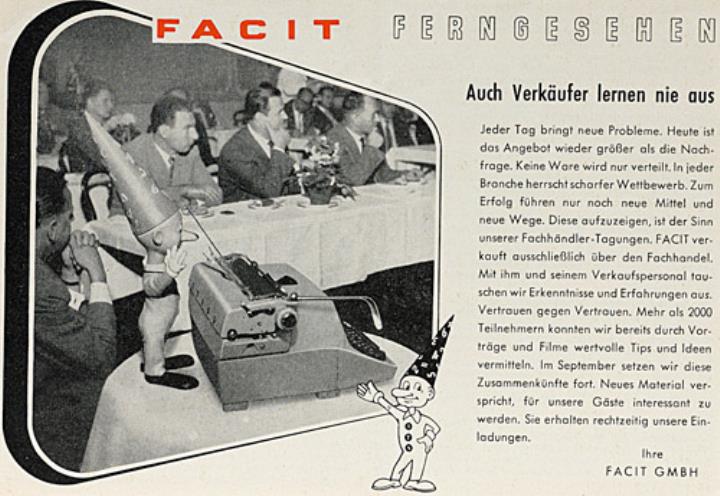 FACIT FERNGESEHEN
Auch Verkäufer lernen nie aus
Jeder Tag bringt neue Probleme. Heute ist
das Angebot wieder größer als die Nach-
frage. Keine Ware wird nur verteilt. In jeder
Branche herrscht scharfer Wettbewerb. Zum
Erfolg führen nur noch neue Mittel und
neue Wege. Diese aufzuzeigen, ist der Sinn
unserer Fachhändler-Tagungen. FACIT ver-
kauft ausschließlich über den Fachhandel.
Mit ihm und seinem Verkaufspersonal tau-
schen wir Erkenntnisse und Erfahrungen aus.
Vertrauen gegen Vertrauen. Mehr als 2000
Teilnehmern konnten wir bereits durch Vor-
träge und Filme wertvolle Tips und Ideen
vermitteln. Im September setzen wir diese
Zusammenkünfte fort. Neues Material ver-
spricht, für unsere Gäste interessant zu
werden. Sie erhalten rechtzeitig unsere Ein-
ladungen.
Ihre
FACIT GMBH